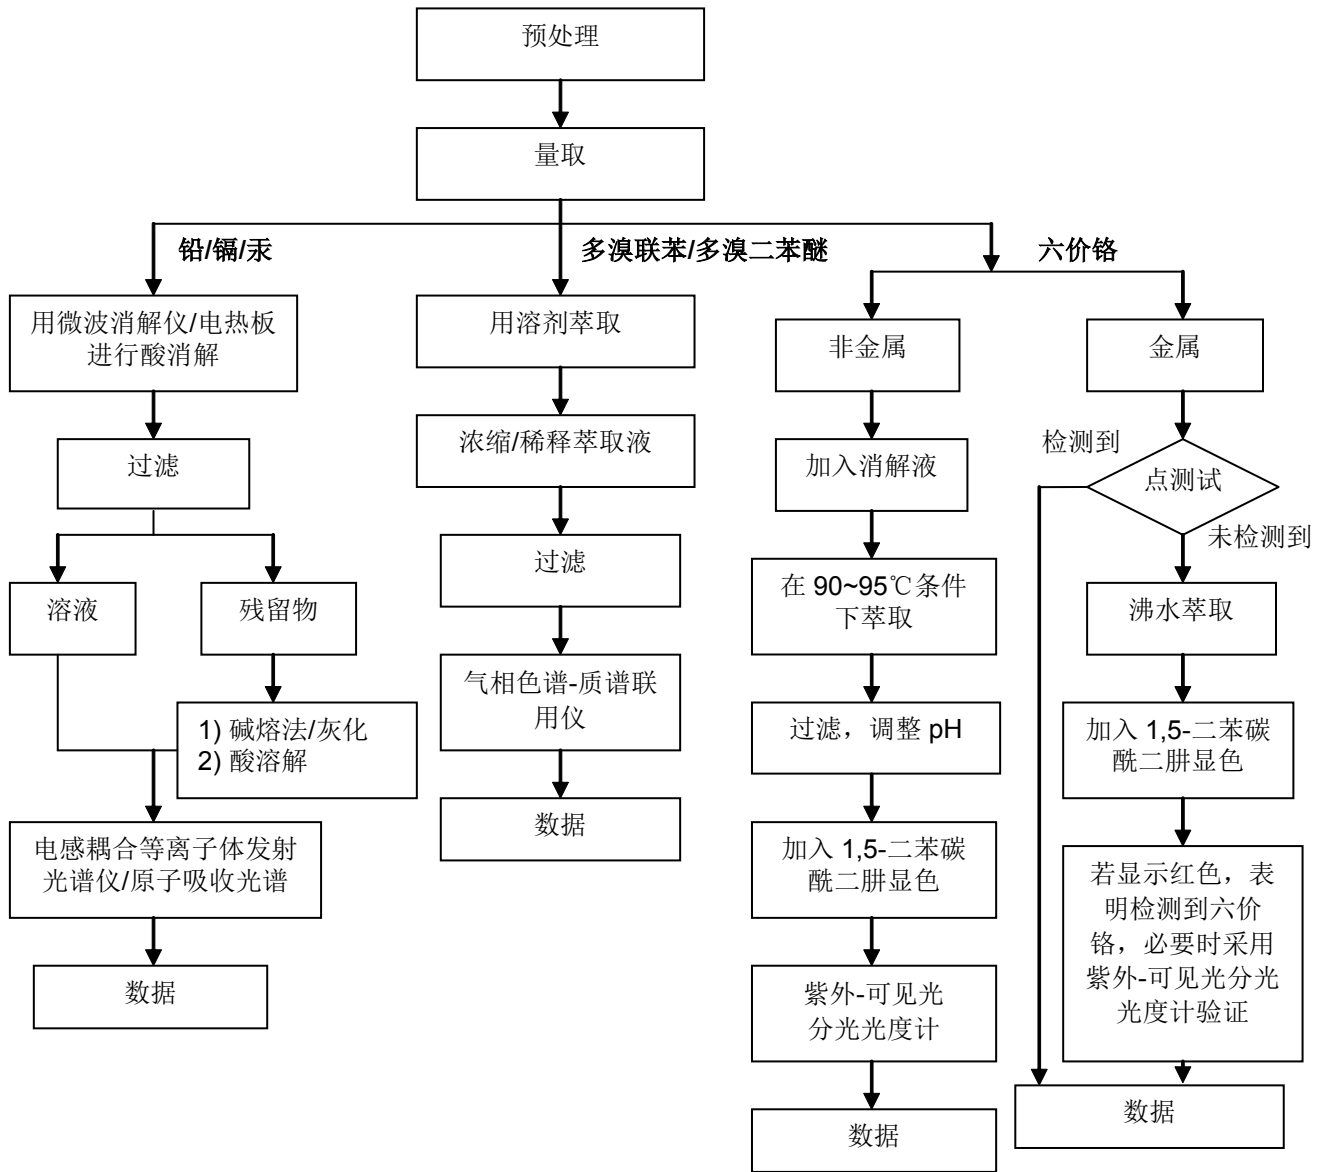 预处理
量取
铅/镉/汞
多溴联苯/多溴二苯醚
六价铬
用微波消解仪/电热板
进行酸消解
过滤
溶液
残留物
1) 碱熔法/灰化
2) 酸溶解
电感耦合等离子体发射
光谱仪/原子吸收光谱
数据
用溶剂萃取
浓缩/稀释萃取液
过滤
气相色谱-质谱联
用仪
数据
非金属
加入消解液
在 90~95℃条件
下萃取
过滤，调整 pH
加入 1,5-二苯碳
酰二肼显色
紫外-可见光
分光光度计
数据
金属
检测到
点测试
未检测到
沸水萃取
加入 1,5-二苯碳
酰二肼显色
若显示红色，表
明检测到六价
铬，必要时采用
紫外-可见光分光
光度计验证
数据